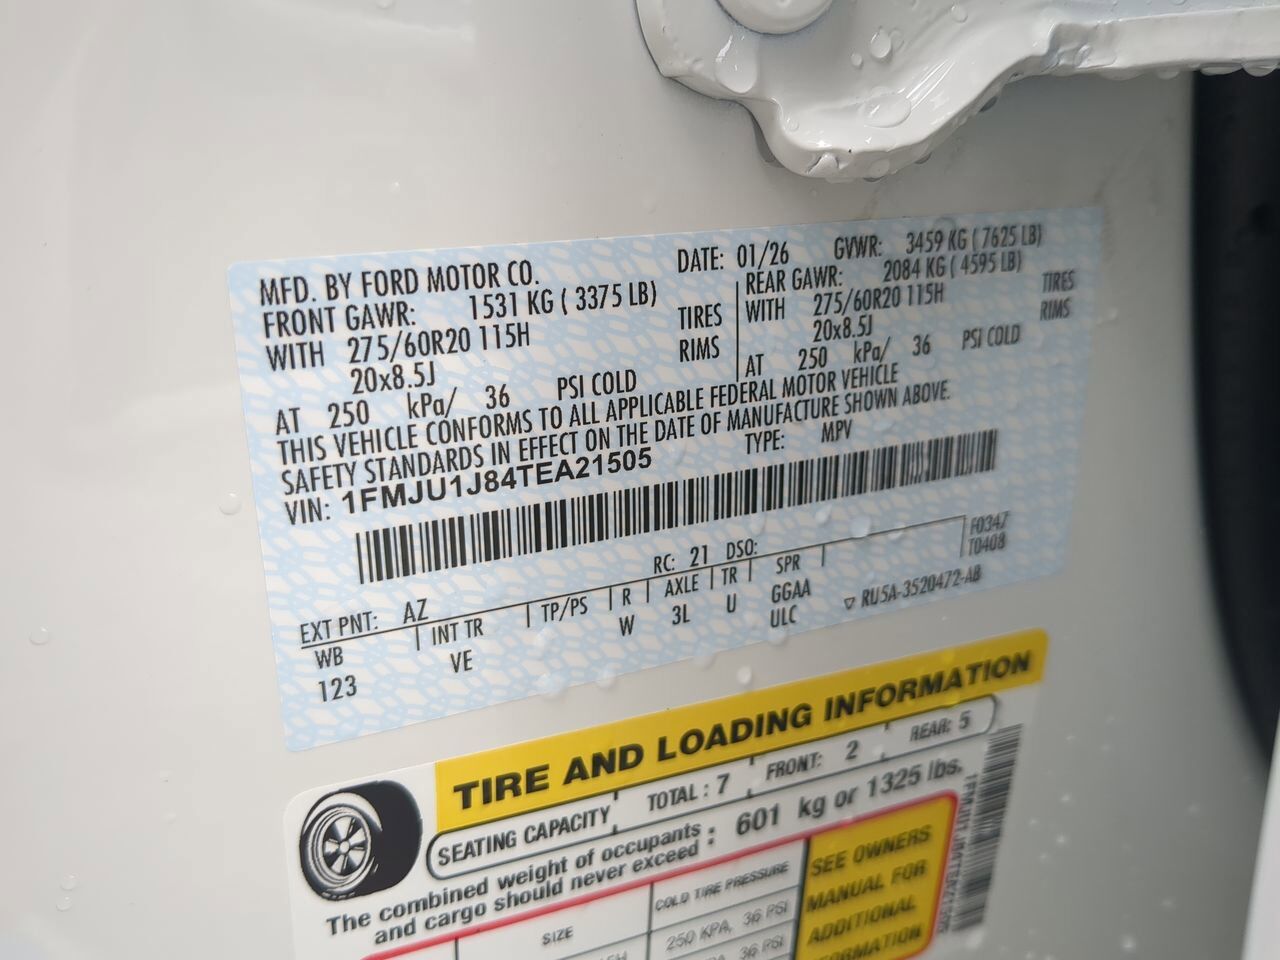 MFD. BY FORD MOTOR CO. DATE: 01/26 GVWR: 3459 KG ( 7625 LB)
FRONT GAWR: 1531 KG ( 3375 LB) REAR GAWR: 2084 KG ( 4595 LB)
WITH 275/60R20 115H TIRES WITH 275/60R20 115H TIRES
20x8.5J RIMS 20x8.5J RIMS
AT 250 kPa/ 36 PSI COLD AT 250 kPa/ 36 PSI COLD
THIS VEHICLE CONFORMS TO ALL APPLICABLE FEDERAL MOTOR VEHICLE
SAFETY STANDARDS IN EFFECT ON THE DATE OF MANUFACTURE SHOWN ABOVE.
VIN: 1FMJU1J84TEA21505 TYPE: MPV
F0347
T0408
EXT PNT: AZ RC: 21 DSO:
WB INT TR TP/PS R AXLE TR SPR
123 VE W 3L U GGAA
ULC
▽ RU5A-3520472-AB
TIRE AND LOADING INFORMATION
SEATING CAPACITY TOTAL : 7 FRONT: 2 REAR: 5
The combined weight of occupants
and cargo should never exceed : 601 kg or 1325 lbs.
SIZE COLD TIRE PRESSURE
250 KPA, 36 PSI
36 PSI
SEE OWNERS
MANUAL FOR
ADDITIONAL
INFORMATION